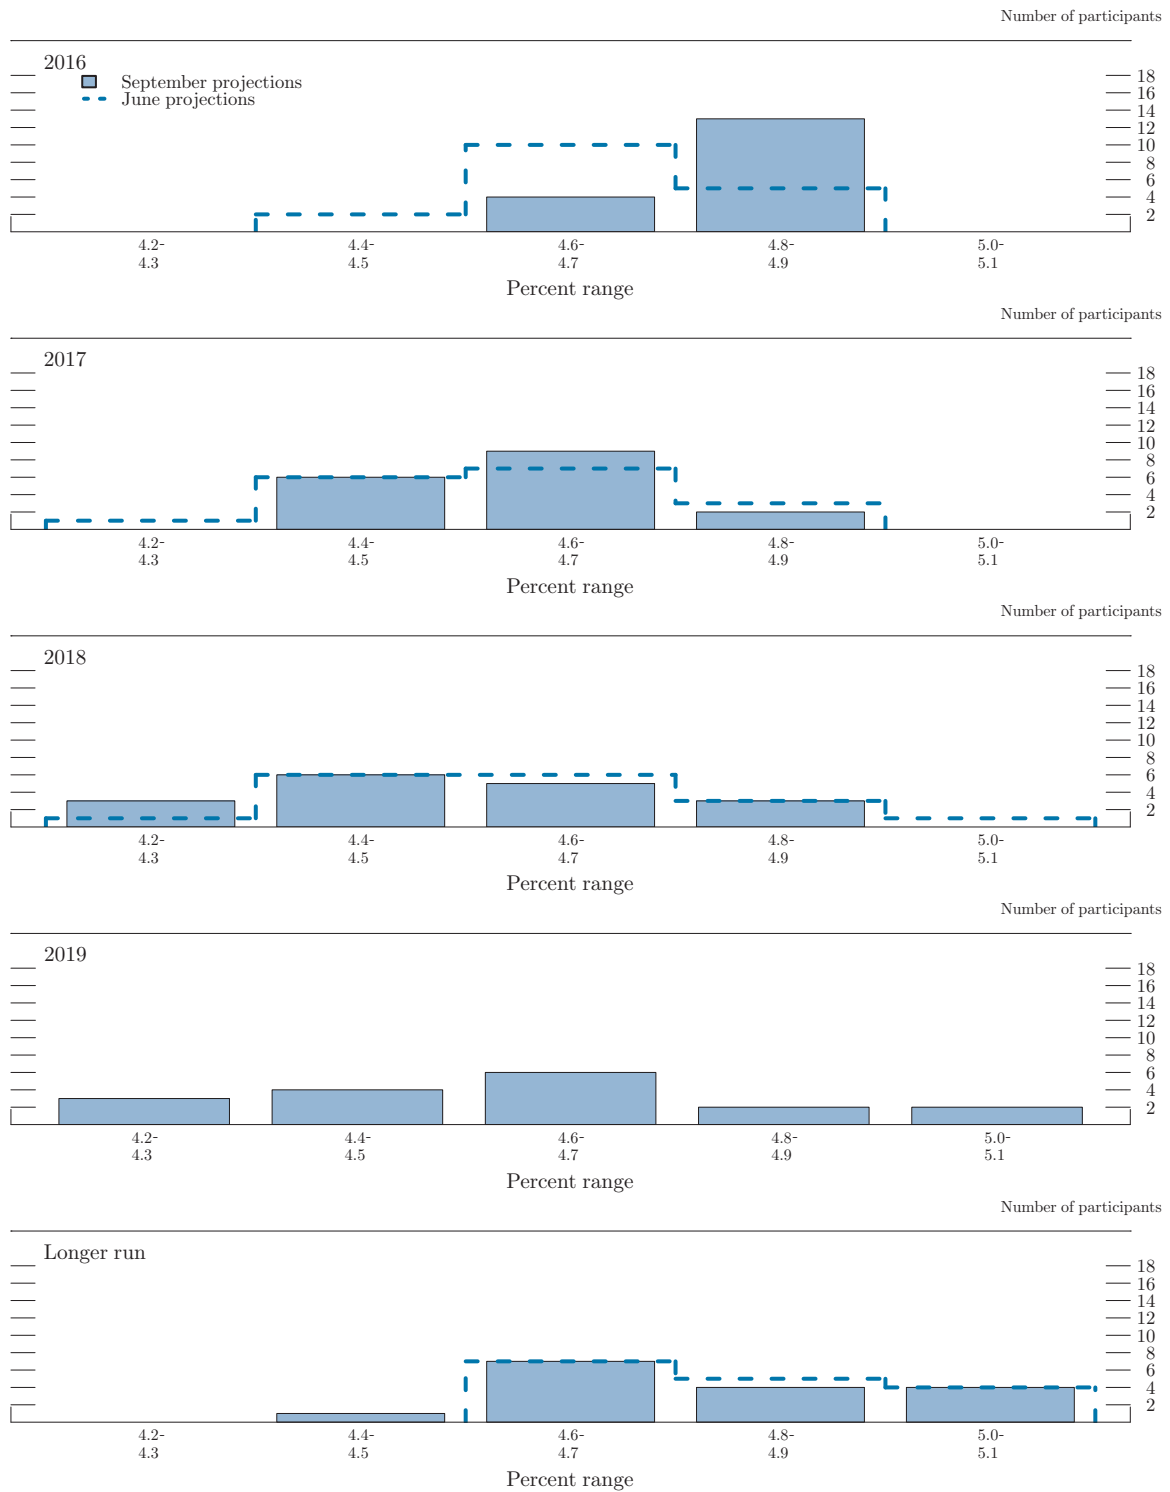 Number of participants
2016
September projections
June projections
18
16
14
12
10
8
6
4
2
4.2- 4.4- 4.6- 4.8- 5.0-
4.3 4.5 4.7 4.9 5.1
Percent range
Number of participants
2017
18
16
14
12
10
8
6
4
2
4.2- 4.4- 4.6- 4.8- 5.0-
4.3 4.5 4.7 4.9 5.1
Percent range
Number of participants
2018
18
16
14
12
10
8
6
4
2
4.2- 4.4- 4.6- 4.8- 5.0-
4.3 4.5 4.7 4.9 5.1
Percent range
Number of participants
2019
18
16
14
12
10
8
6
4
2
4.2- 4.4- 4.6- 4.8- 5.0-
4.3 4.5 4.7 4.9 5.1
Percent range
Number of participants
Longer run
18
16
14
12
10
8
6
4
2
4.2- 4.4- 4.6- 4.8- 5.0-
4.3 4.5 4.7 4.9 5.1
Percent range